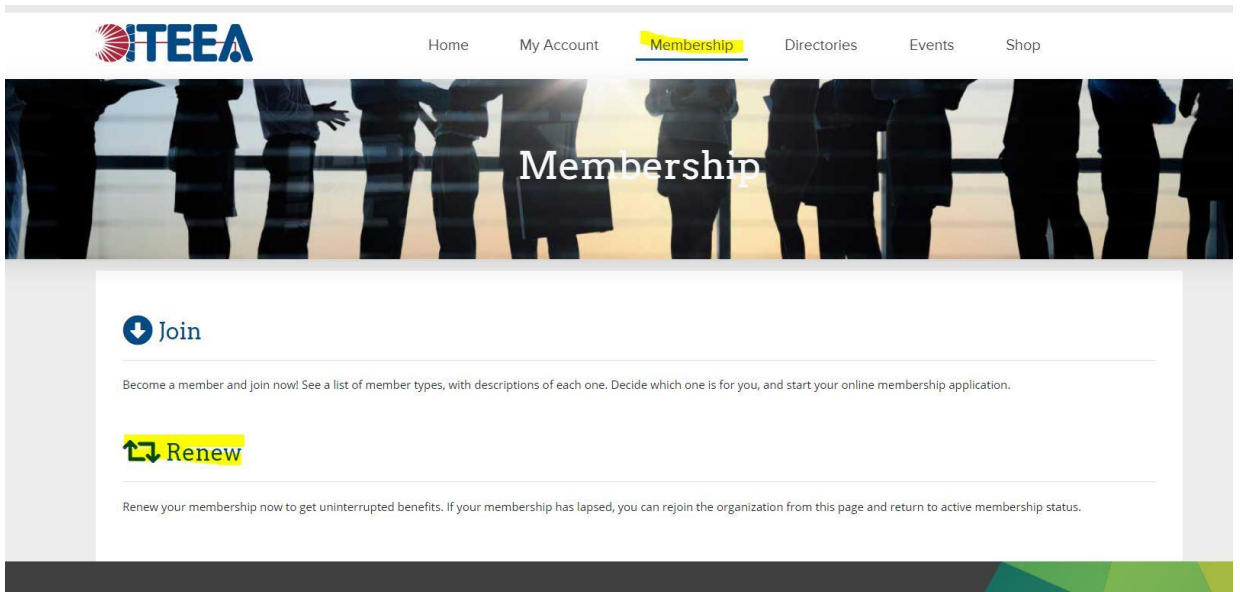 ITEEA
Home My Account Membership Directories Events Shop
Membership
Join
Become a member and join now! See a list of member types, with descriptions of each one. Decide which one is for you, and start your online membership application.
Renew
Renew your membership now to get uninterrupted benefits. If your membership has lapsed, you can rejoin the organization from this page and return to active membership status.